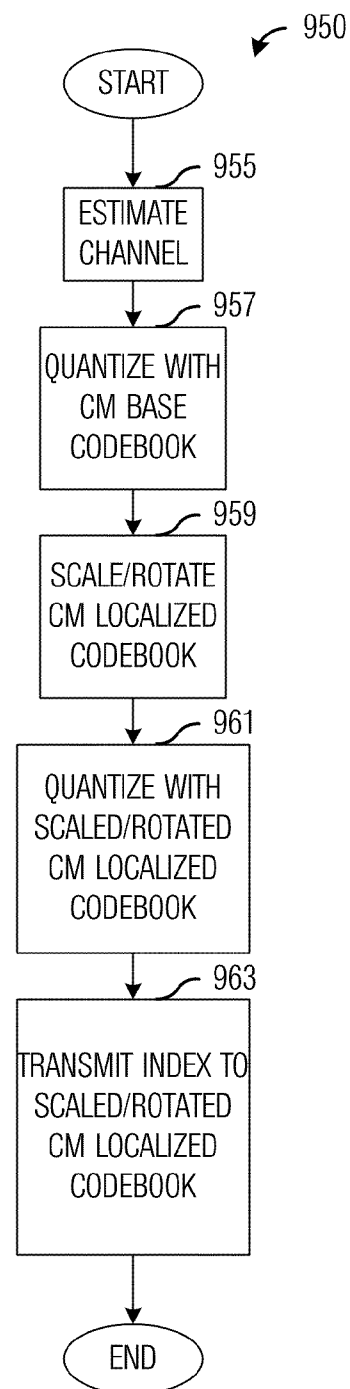 950
START
955
ESTIMATE
CHANNEL
957
QUANTIZE WITH
CM BASE
CODEBOOK
959
SCALE/ROTATE
CM LOCALIZED
CODEBOOK
961
QUANTIZE WITH
SCALED/ROTATED
CM LOCALIZED
CODEBOOK
963
TRANSMIT INDEX TO
SCALED/ROTATED
CM LOCALIZED
CODEBOOK
END